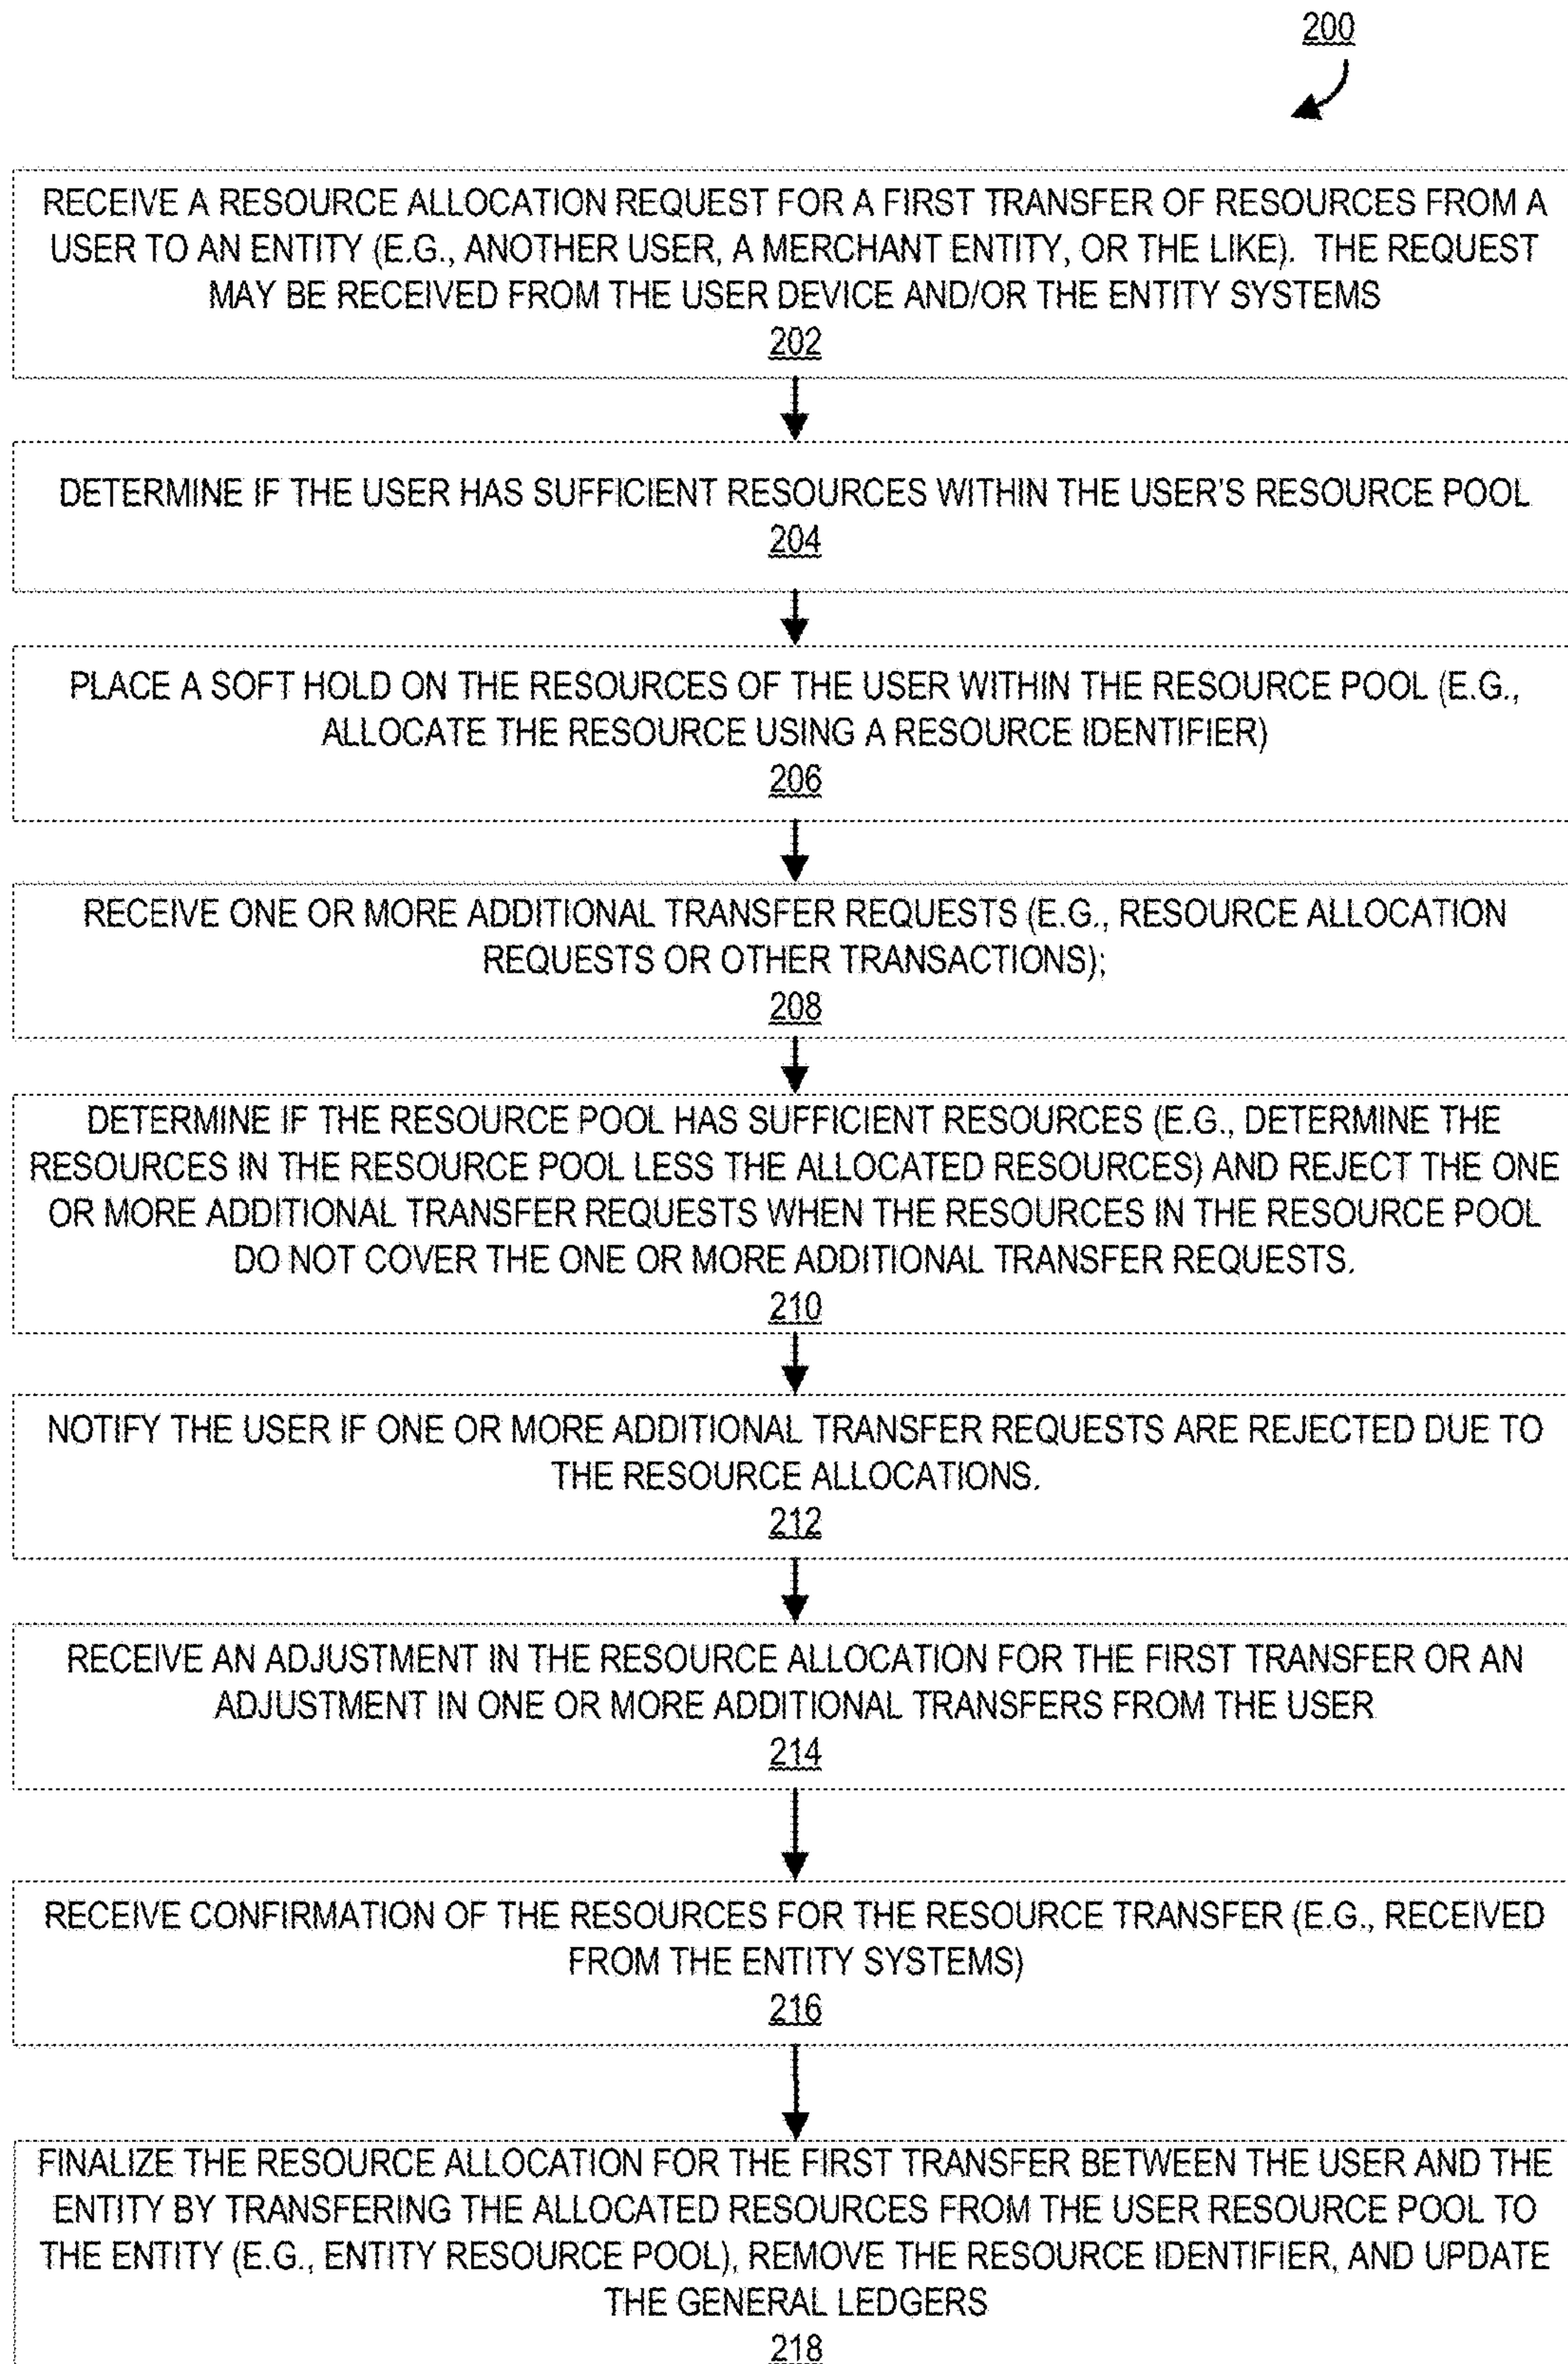 200
RECEIVE A RESOURCE ALLOCATION REQUEST FOR A FIRST TRANSFER OF RESOURCES FROM A
USER TO AN ENTITY (E.G., ANOTHER USER, A MERCHANT ENTITY, OR THE LIKE). THE REQUEST
MAY BE RECEIVED FROM THE USER DEVICE AND/OR THE ENTITY SYSTEMS
202
DETERMINE IF THE USER HAS SUFFICIENT RESOURCES WITHIN THE USER'S RESOURCE POOL
204
PLACE A SOFT HOLD ON THE RESOURCES OF THE USER WITHIN THE RESOURCE POOL (E.G.,
ALLOCATE THE RESOURCE USING A RESOURCE IDENTIFIER)
206
RECEIVE ONE OR MORE ADDITIONAL TRANSFER REQUESTS (E.G., RESOURCE ALLOCATION
REQUESTS OR OTHER TRANSACTIONS);
208
DETERMINE IF THE RESOURCE POOL HAS SUFFICIENT RESOURCES (E.G., DETERMINE THE
RESOURCES IN THE RESOURCE POOL LESS THE ALLOCATED RESOURCES) AND REJECT THE ONE
OR MORE ADDITIONAL TRANSFER REQUESTS WHEN THE RESOURCES IN THE RESOURCE POOL
DO NOT COVER THE ONE OR MORE ADDITIONAL TRANSFER REQUESTS.
210
NOTIFY THE USER IF ONE OR MORE ADDITIONAL TRANSFER REQUESTS ARE REJECTED DUE TO
THE RESOURCE ALLOCATIONS.
212
RECEIVE AN ADJUSTMENT IN THE RESOURCE ALLOCATION FOR THE FIRST TRANSFER OR AN
ADJUSTMENT IN ONE OR MORE ADDITIONAL TRANSFERS FROM THE USER
214
RECEIVE CONFIRMATION OF THE RESOURCES FOR THE RESOURCE TRANSFER (E.G., RECEIVED
FROM THE ENTITY SYSTEMS)
216
FINALIZE THE RESOURCE ALLOCATION FOR THE FIRST TRANSFER BETWEEN THE USER AND THE
ENTITY BY TRANSFERING THE ALLOCATED RESOURCES FROM THE USER RESOURCE POOL TO
THE ENTITY (E.G., ENTITY RESOURCE POOL), REMOVE THE RESOURCE IDENTIFIER, AND UPDATE
THE GENERAL LEDGERS
218